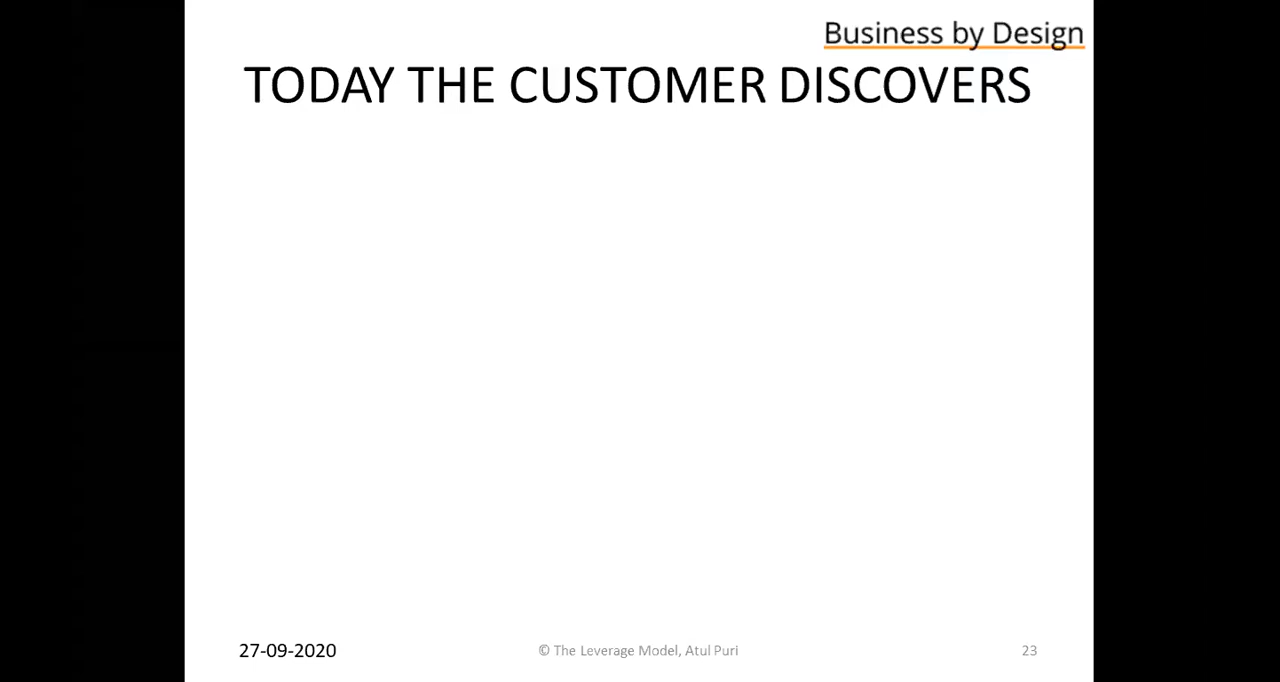 Business by Design
TODAY THE CUSTOMER DISCOVERS
27-09-2020
© The Leverage Model, Atul Puri
23